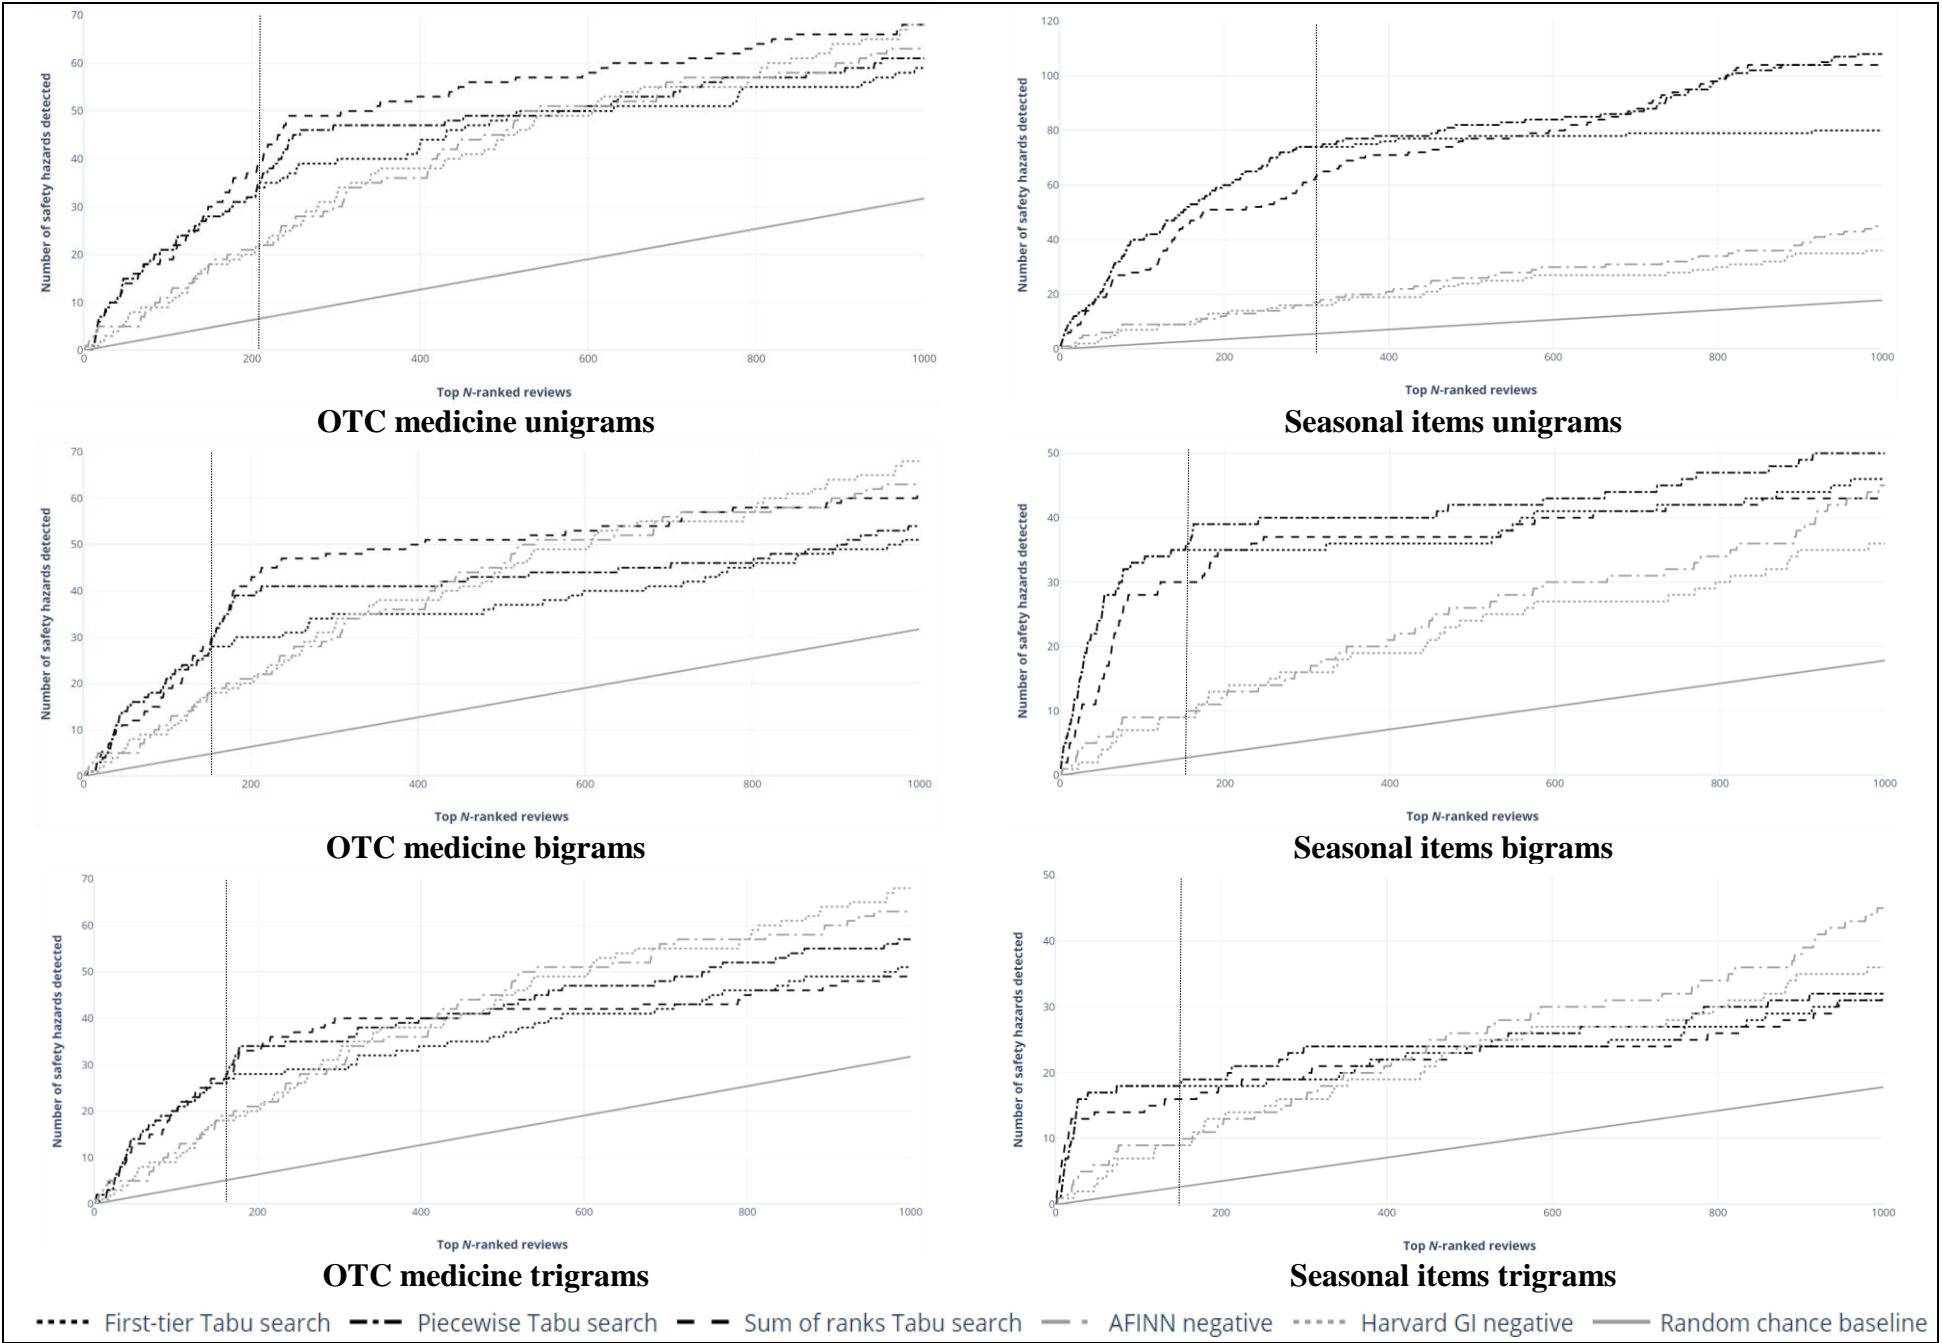 70
60
50
40
30
20
10
0
Number of safety hazards detected
0 200 400 600 800 1000
Top N-ranked reviews
OTC medicine unigrams
120
100
80
60
40
20
0
Number of safety hazards detected
0 200 400 600 800 1000
Top N-ranked reviews
Seasonal items unigrams
70
60
50
40
30
20
10
0
Number of safety hazards detected
0 200 400 600 800 1000
Top N-ranked reviews
OTC medicine bigrams
50
40
30
20
10
0
Number of safety hazards detected
0 200 400 600 800 1000
Top N-ranked reviews
Seasonal items bigrams
70
60
50
40
30
20
10
0
Number of safety hazards detected
0 200 400 600 800 1000
Top N-ranked reviews
OTC medicine trigrams
50
40
30
20
10
0
Number of safety hazards detected
0 200 400 600 800 1000
Top N-ranked reviews
Seasonal items trigrams
First-tier Tabu search Piecewise Tabu search Sum of ranks Tabu search AFINN negative Harvard GI negative Random chance baseline